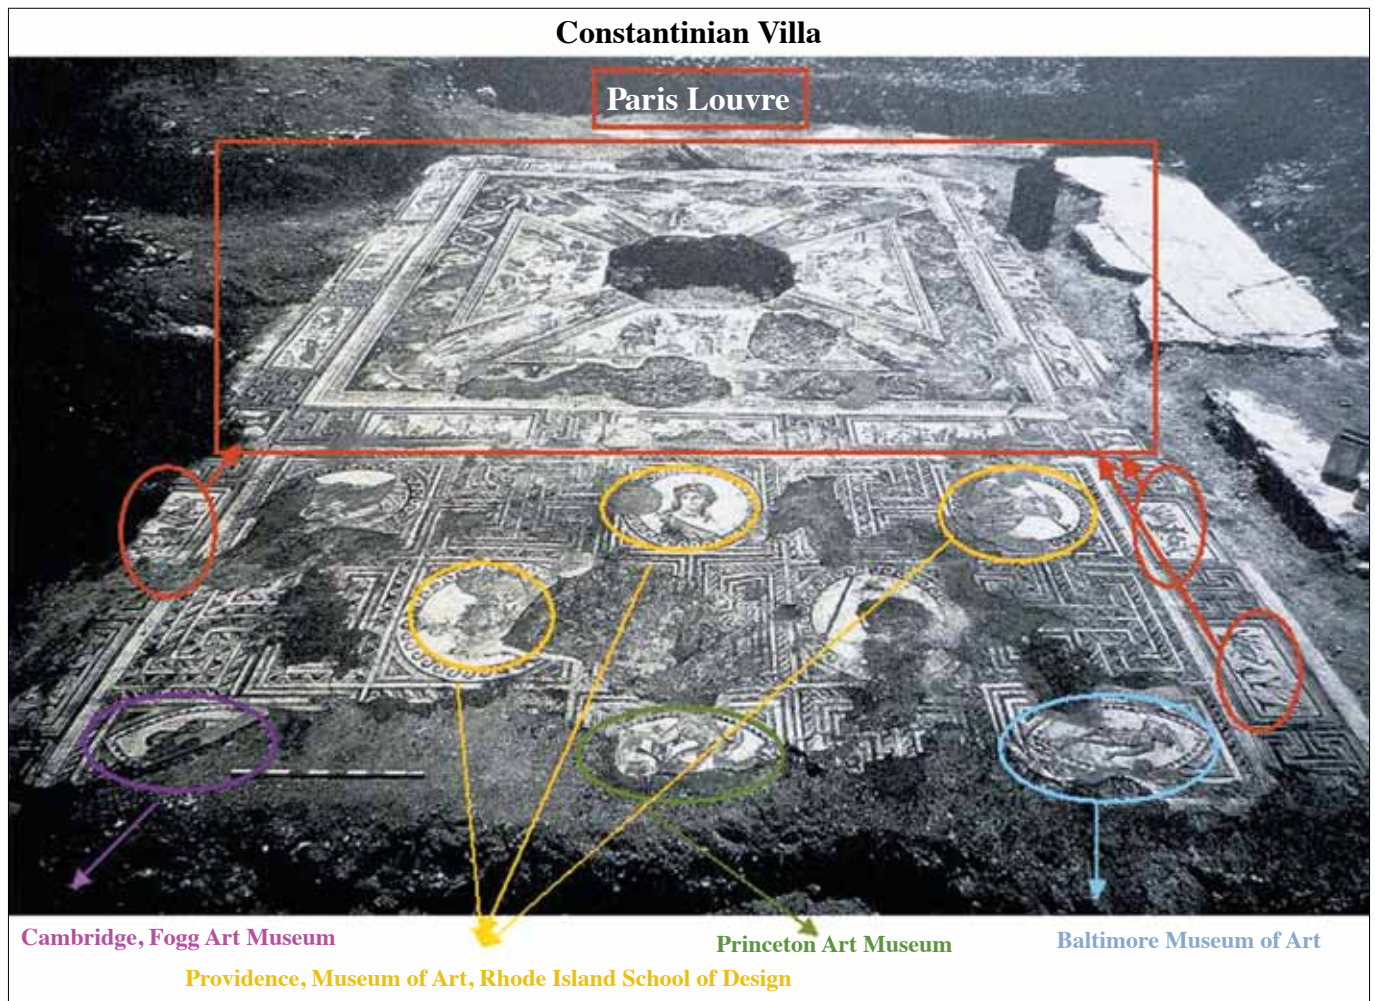 Constantinian Villa
Paris Louvre
Cambridge, Fogg Art Museum
Princeton Art Museum
Baltimore Museum of Art
Providence, Museum of Art, Rhode Island School of Design